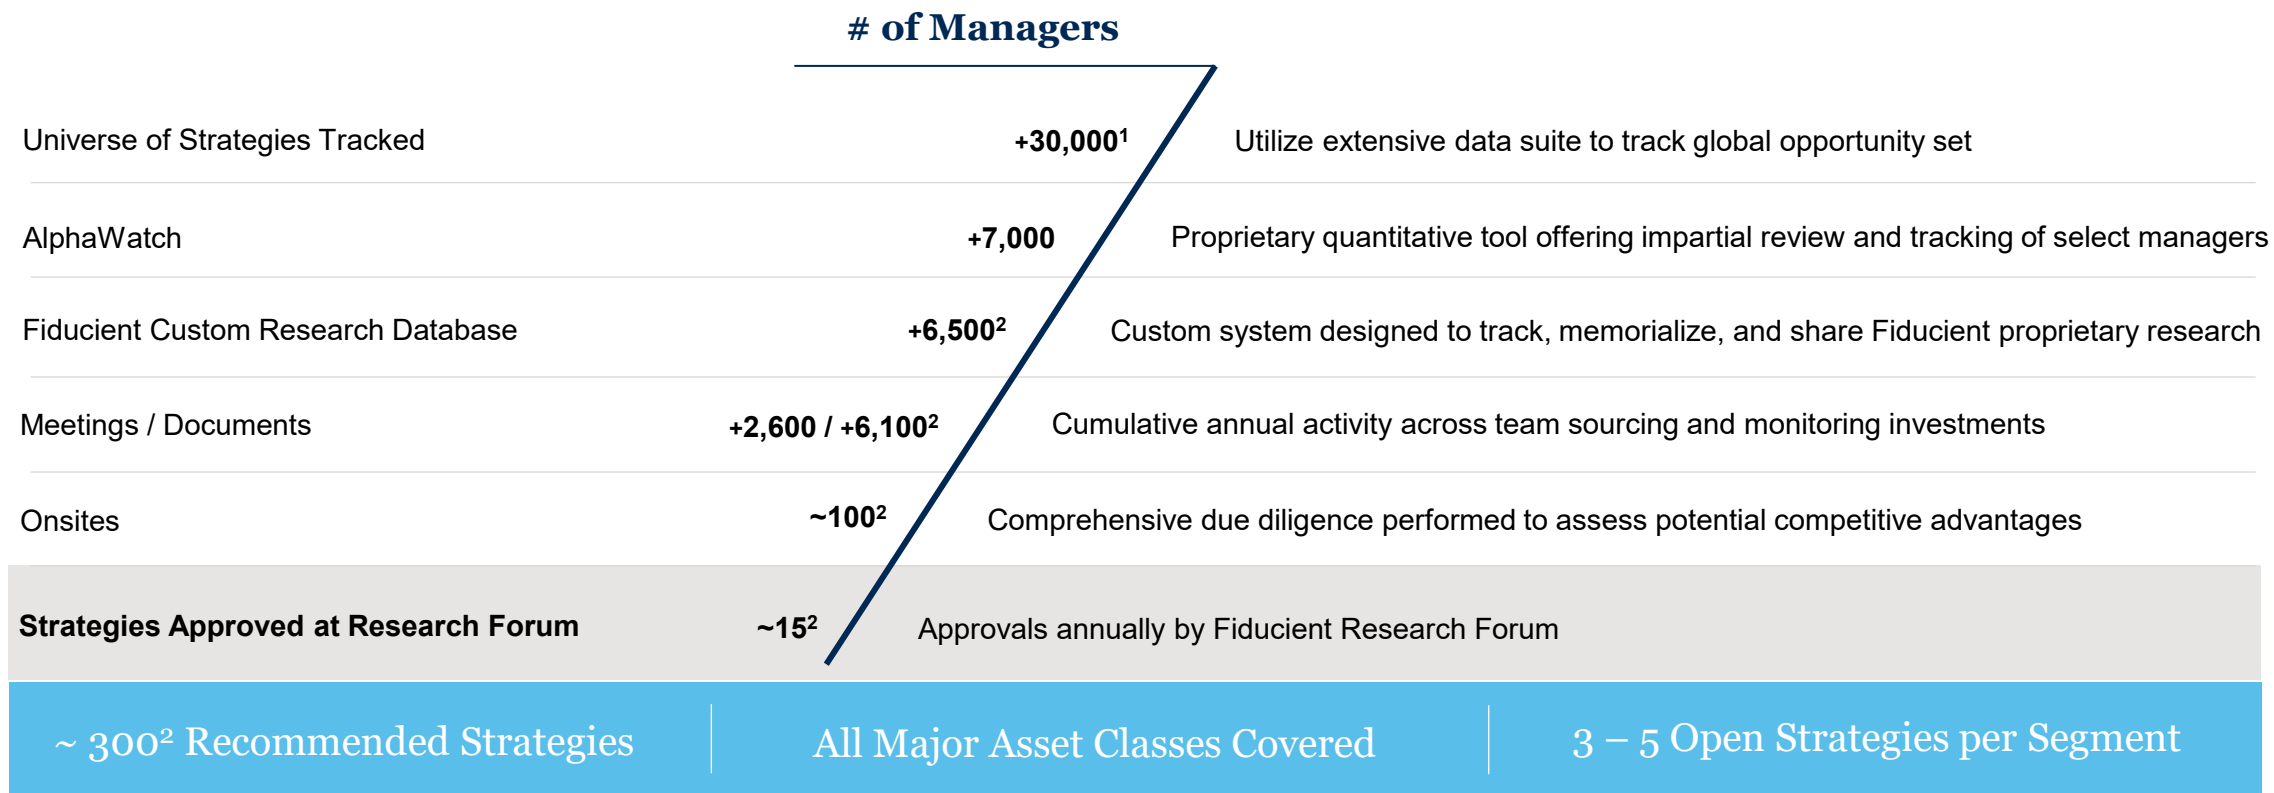 # of Managers
Universe of Strategies Tracked +30,000¹ Utilize extensive data suite to track global opportunity set
AlphaWatch +7,000 Proprietary quantitative tool offering impartial review and tracking of select managers
Fiducient Custom Research Database +6,500² Custom system designed to track, memorialize, and share Fiducient proprietary research
Meetings / Documents +2,600 / +6,100² Cumulative annual activity across team sourcing and monitoring investments
Onsites ~100² Comprehensive due diligence performed to assess potential competitive advantages
Strategies Approved at Research Forum ~15² Approvals annually by Fiducient Research Forum
~ 300² Recommended Strategies All Major Asset Classes Covered 3 – 5 Open Strategies per Segment